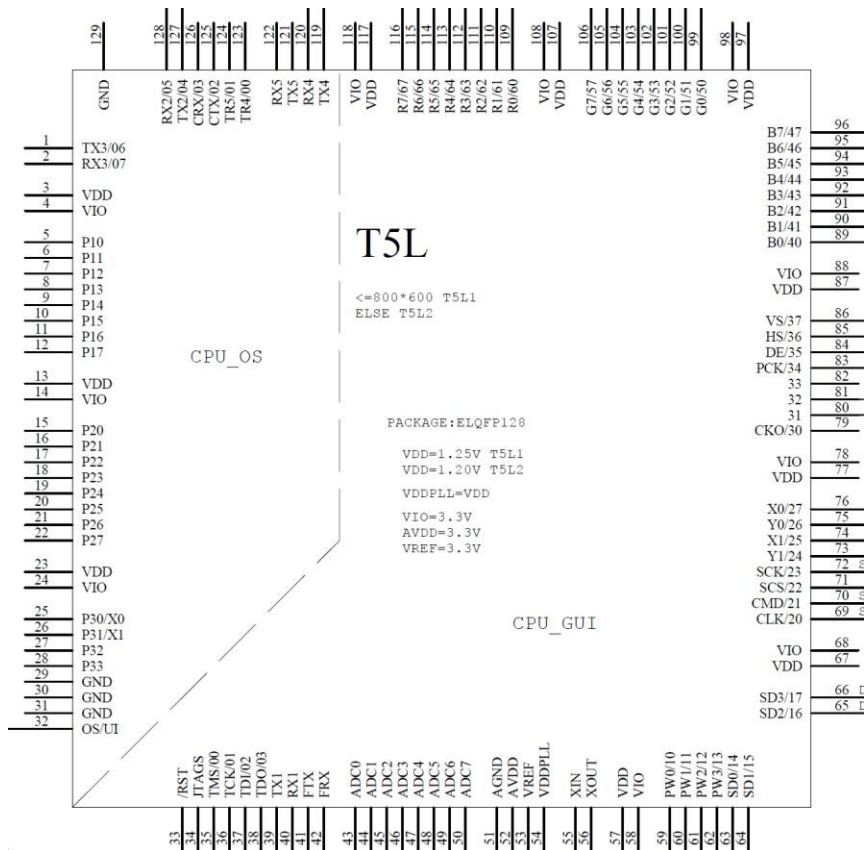 129 128 127 126 125 124 123 122 121 120 119 118 117 116 115 114 113 112 111 110 109 108 107 106 105 104 103 102 101 100 99 98 97
GND RX2/05 TX2/04 CRX/03 CTX/02 TR5/01 TR4/00 RX5 TX5 RX4 TX4 VIO VDD R7/67 R6/66 R5/65 R4/64 R3/63 R2/62 R1/61 R0/60 VIO VDD G7/57 G6/56 G5/55 G4/54 G3/53 G2/52 G1/51 G0/50 VIO VDD
1 TX3/06
2 RX3/07
3 VDD
4 VIO
5 P10
6 P11
7 P12
8 P13
9 P14
10 P15
11 P16
12 P17
13 VDD
14 VIO
15 P20
16 P21
17 P22
18 P23
19 P24
20 P25
21 P26
22 P27
23 VDD
24 VIO
25 P30/X0
26 P31/X1
27 P32
28 P33
29 GND
30 GND
31 GND
32 OS/UI
CPU_OS
T5L
<=800*600 T5L1
ELSE T5L2
PACKAGE:ELQFP128
VDD=1.25V T5L1
VDD=1.20V T5L2
VDDPLL=VDD
VIO=3.3V
AVDD=3.3V
VREF=3.3V
CPU_GUI
B7/47 96
B6/46 95
B5/45 94
B4/44 93
B3/43 92
B2/42 91
B1/41 90
B0/40 89
VIO 88
VDD 87
VS/37 86
HS/36 85
DE/35 84
PCK/34 83
33 82
32 81
31 80
CKO/30 79
VIO 78
VDD 77
X0/27 76
Y0/26 75
X1/25 74
Y1/24 73
SCK/23 72 S
SCS/22 71
CMD/21 70 S
CLK/20 69 S
VIO 68
VDD 67
SD3/17 66 D
SD2/16 65 D
/RST JTAGS TMS/00 TCK/01 TDI/02 TDO/03 TX1 RX1 FTX FRX ADC0 ADC1 ADC2 ADC3 ADC4 ADC5 ADC6 ADC7 AGND AVDD VREF VDDPLL XIN XOUT VDD VIO PW0/10 PW1/11 PW2/12 PW3/13 SD0/14 SD1/15
33 34 35 36 37 38 39 40 41 42 43 44 45 46 47 48 49 50 51 52 53 54 55 56 57 58 59 60 61 62 63 64